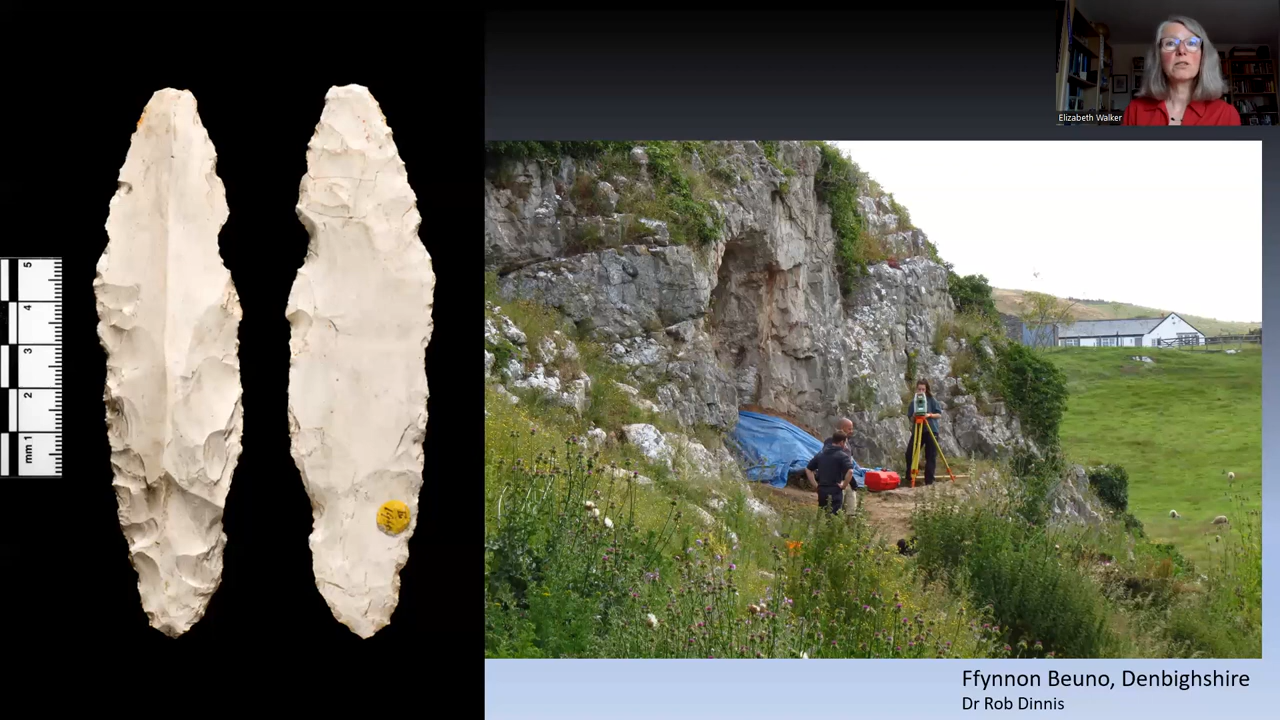 Elizabeth Walker
5
4
3
2
mm 1
Ffynnon Beuno, Denbighshire
Dr Rob Dinnis